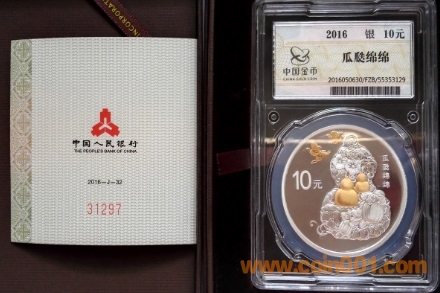 INCORPORATION
中国人民银行
THE PEOPLE'S BANK OF CHINA
2016-J-32
31297
2016 银 10元
中国金币
CHINA GOLD COIN
瓜瓞绵绵
2016050630/FZB/55353129
10元
瓜瓞绵绵
www.coin001.com